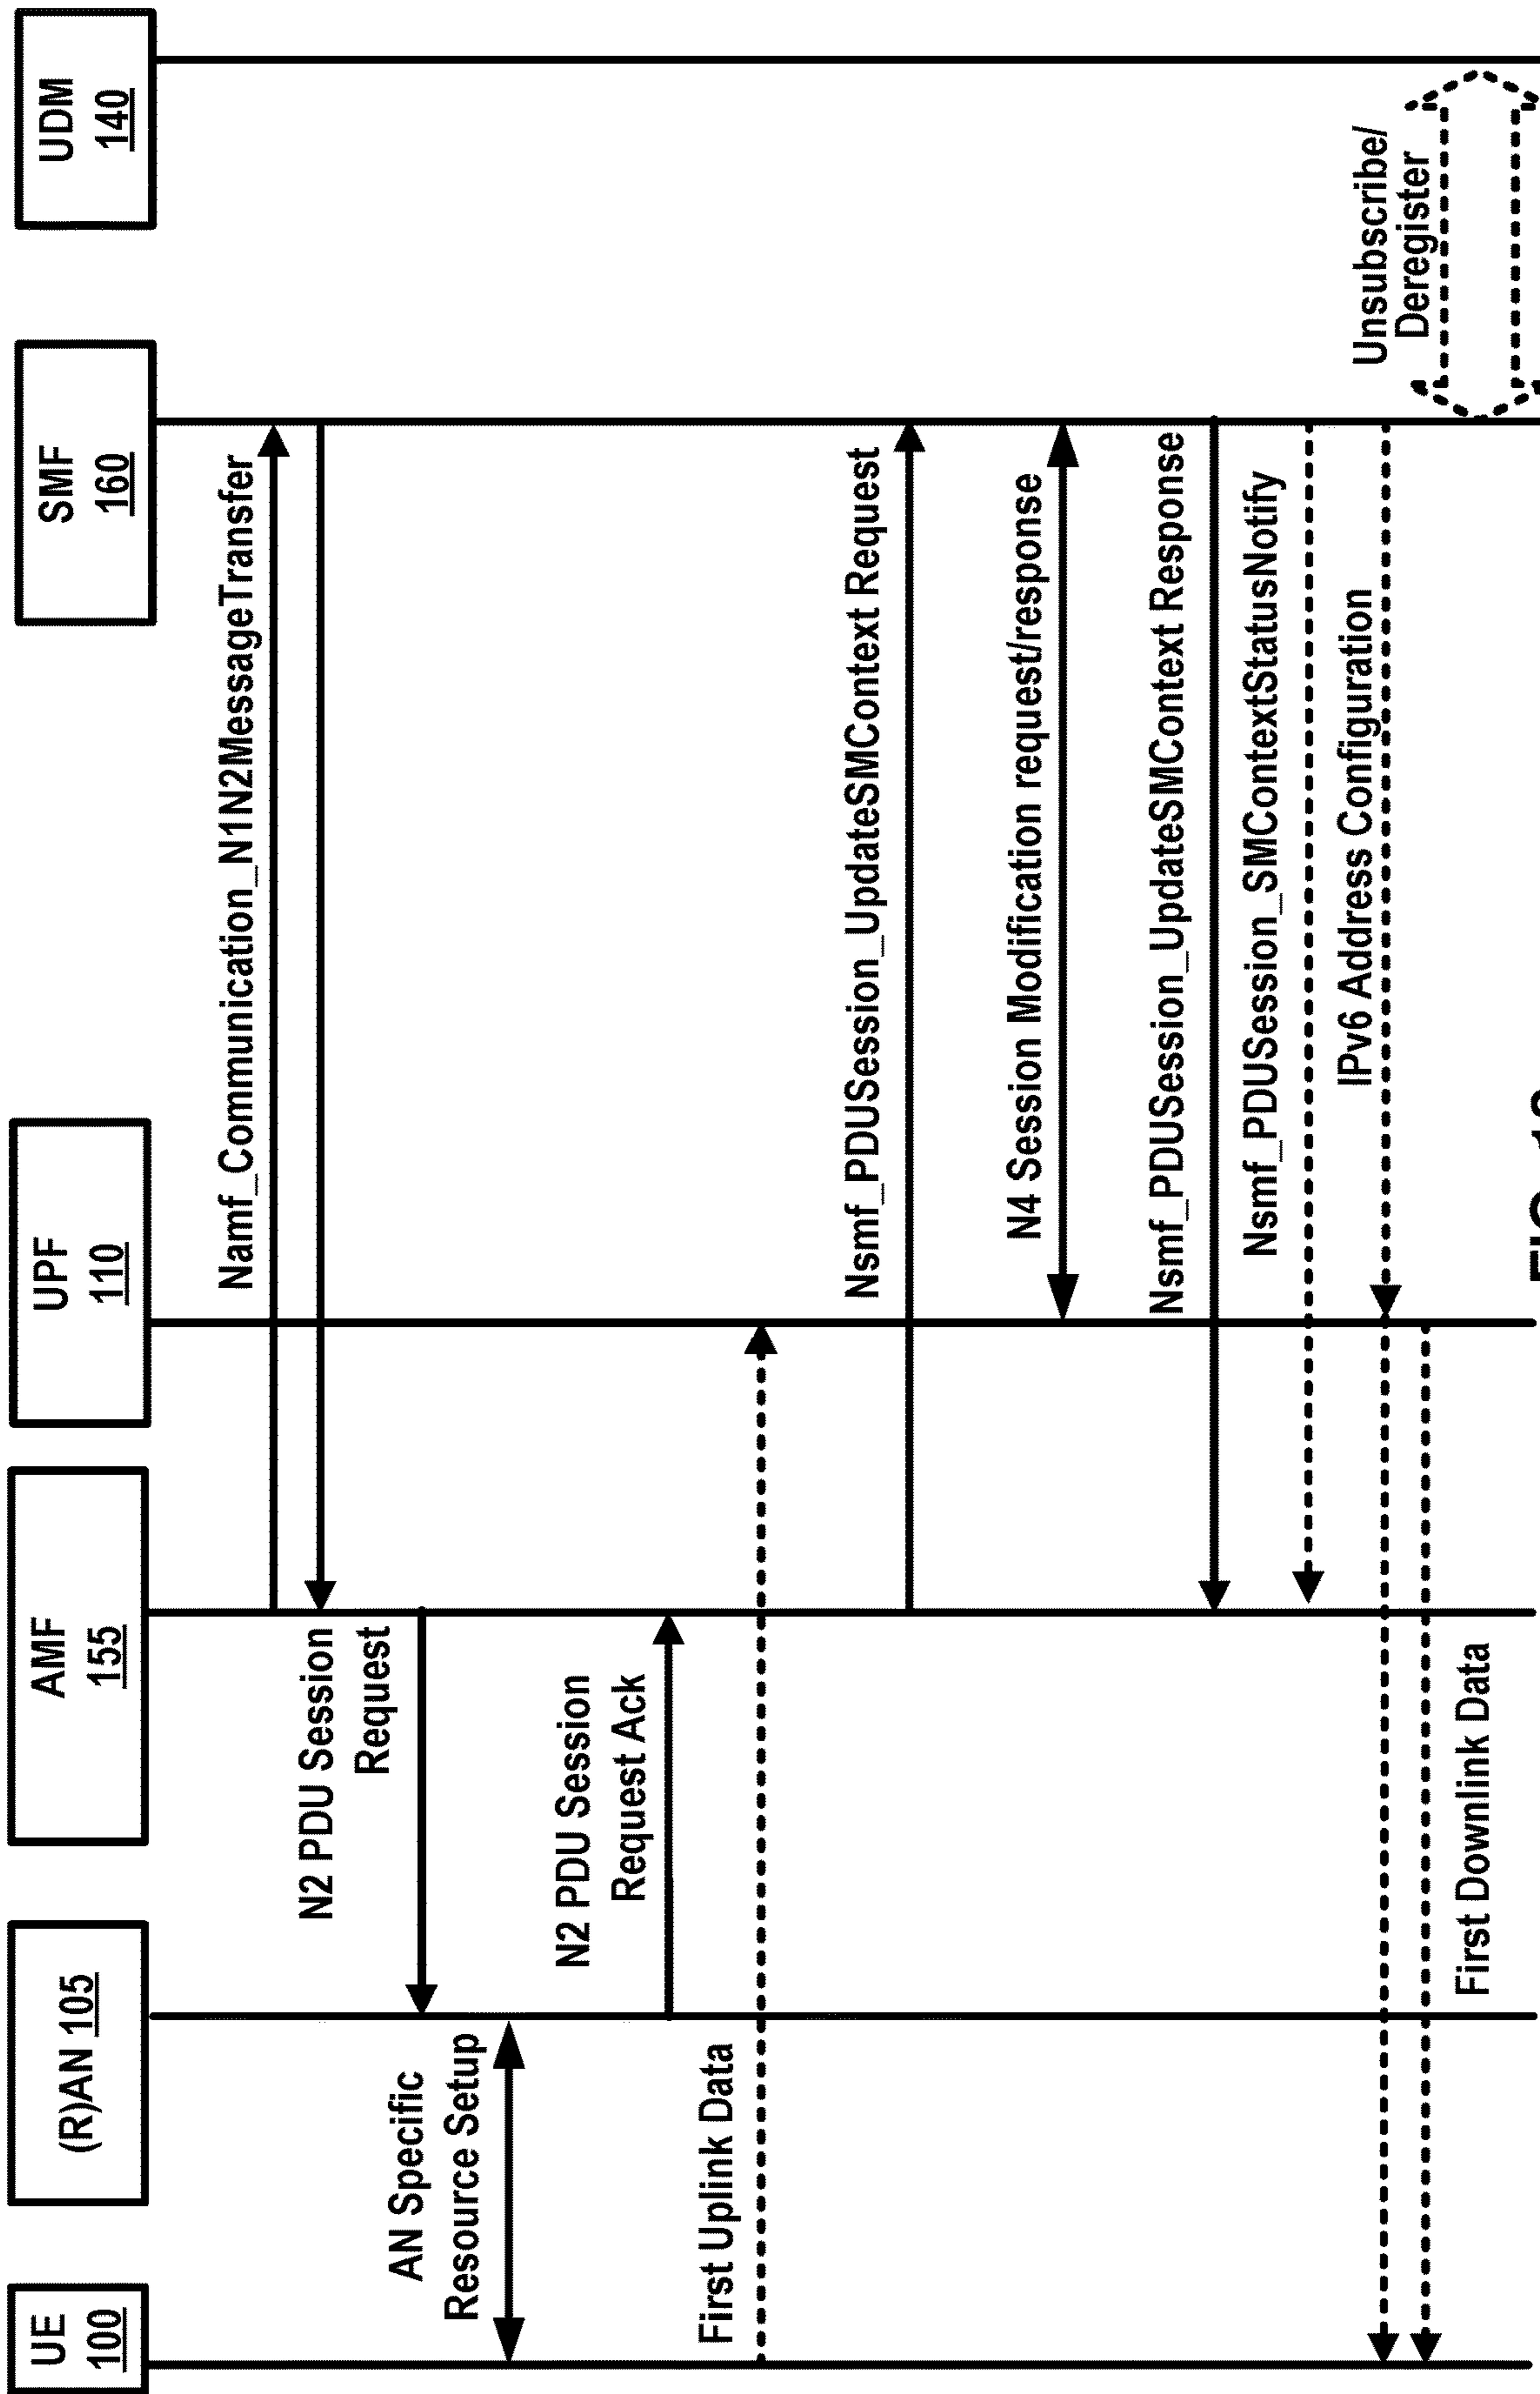 UE
100
(R)AN 105
AMF
155
UPF
110
SMF
160
UDM
140
Namf_Communication_N1N2MessageTransfer
N2 PDU Session
Request
AN Specific
Resource Setup
N2 PDU Session
Request Ack
First Uplink Data
Nsmf_PDUSession_UpdateSMContext Request
N4 Session Modification request/response
Nsmf_PDUSession_UpdateSMContext Response
Nsmf_PDUSession_SMContextStatusNotify
IPv6 Address Configuration
First Downlink Data
Unsubscribe/
Deregister